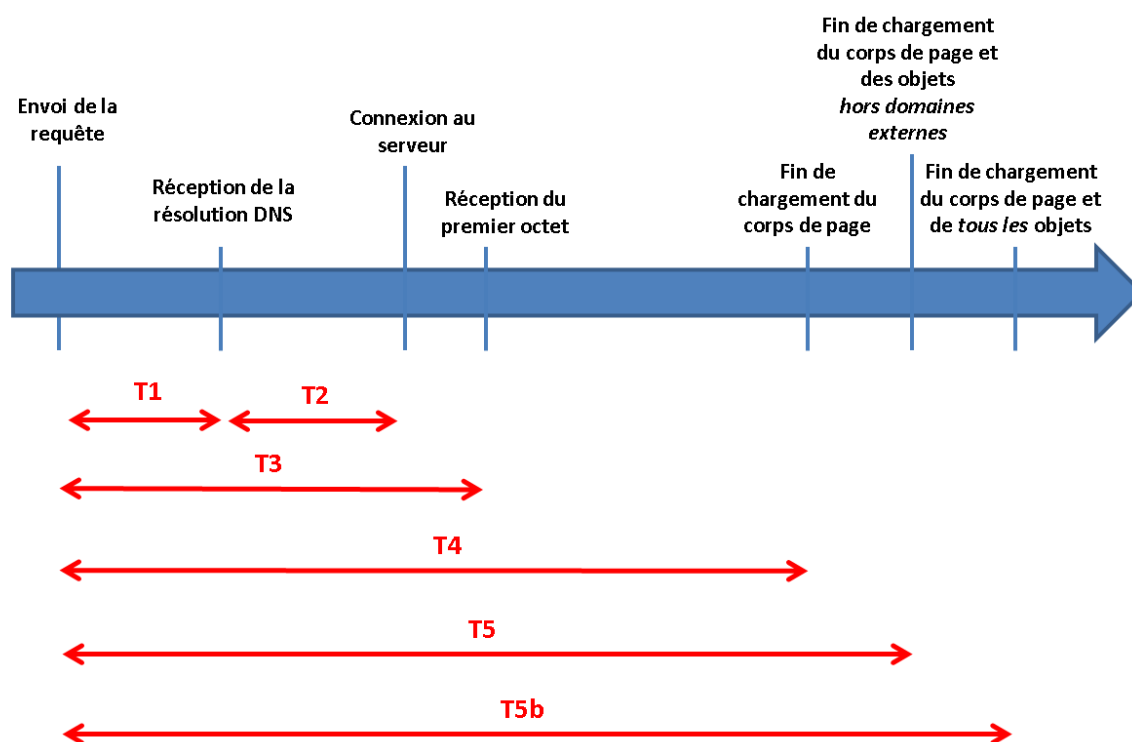 Envoi de la
requête
Réception de la
résolution DNS
Connexion au
serveur
Réception du
premier octet
Fin de
chargement du
corps de page
Fin de chargement
du corps de page et
des objets
hors domaines
externes
Fin de chargement
du corps de page et
de tous les objets
T1
T2
T3
T4
T5
T5b